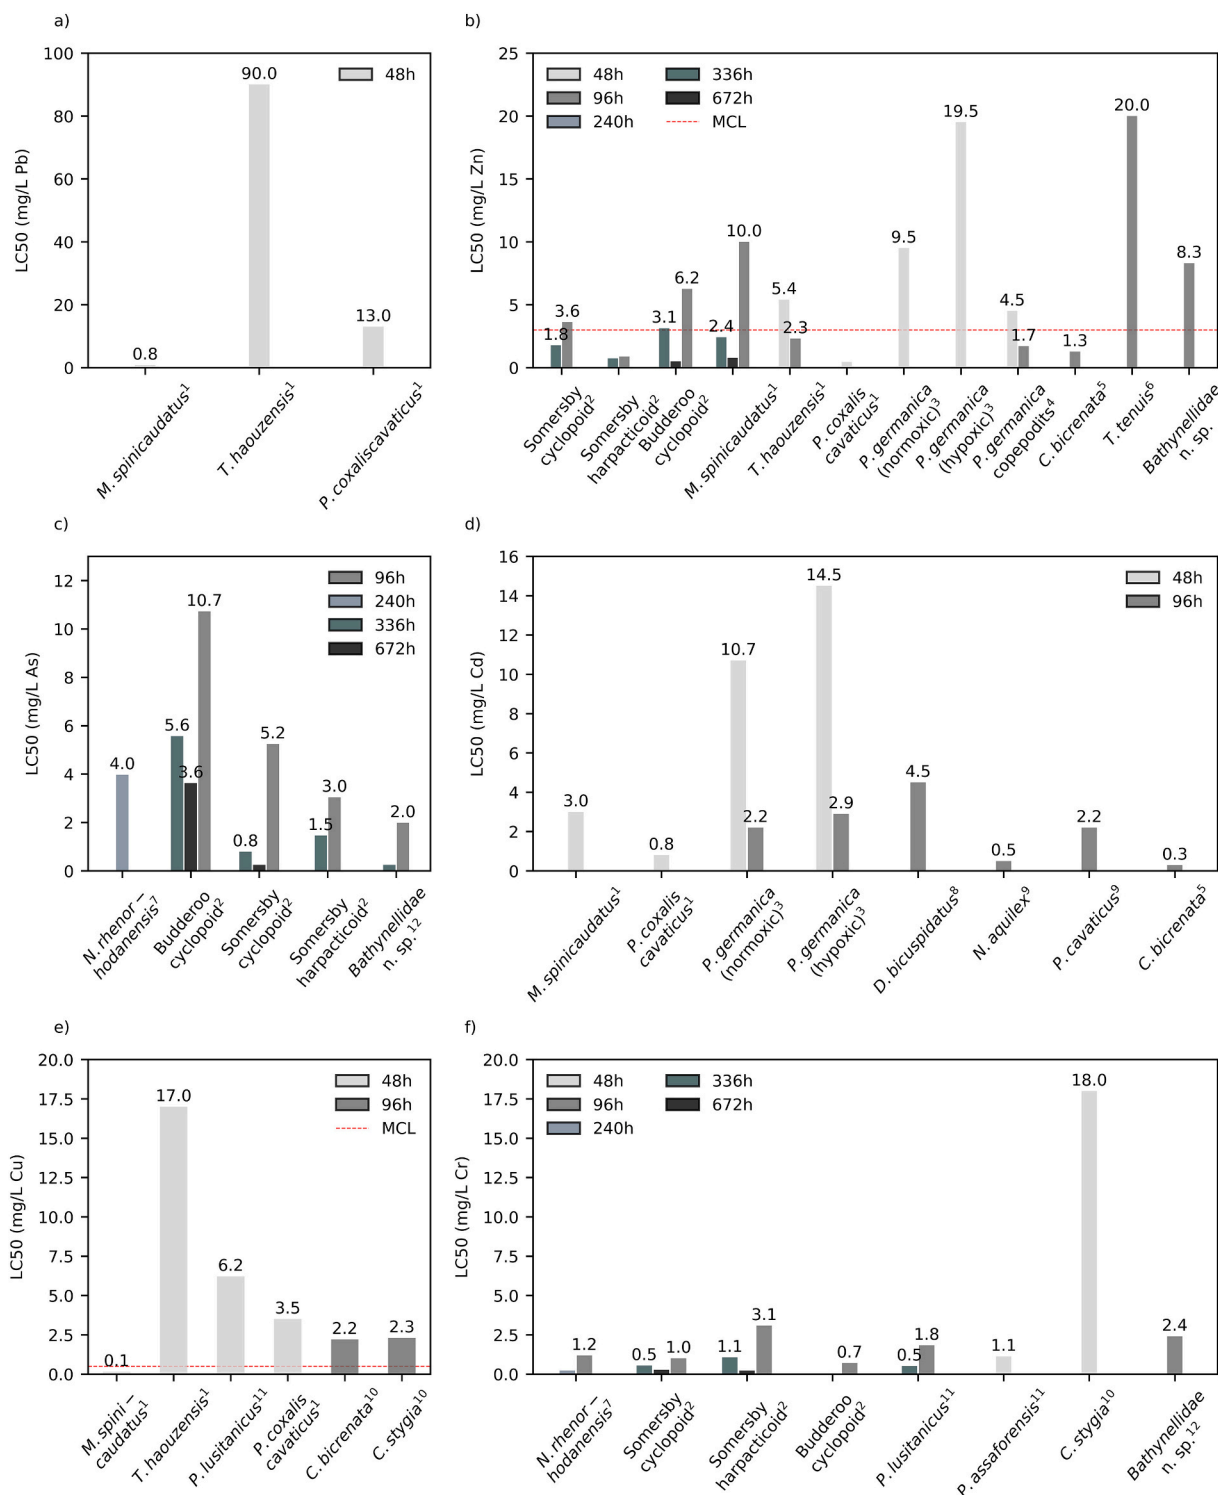 a)
LC50 (mg/L Pb)
100
80
60
40
20
0
0.8
90.0
13.0
48h
M. spinicaudatus¹
T. haouzensis¹
P. coxaliscavaticus¹
b)
LC50 (mg/L Zn)
25
20
15
10
5
0
48h
96h
240h
336h
672h
MCL
1.8
3.6
3.1
6.2
2.4
10.0
5.4
2.3
9.5
19.5
4.5
1.7
1.3
20.0
8.3
Somersby
cyclopoid²
Somersby
harpacticoid²
Budderoo
cyclopoid²
M. spinicaudatus¹
T. haouzensis¹
P. coxalis
cavaticus¹
P. germanica
(normoxic)³
P. germanica
(hypoxic)³
P. germanica
copepodits⁴
C. bicrenata⁵
T. tenuis⁶
Bathynellidae
n. sp.
c)
LC50 (mg/L As)
12
10
8
6
4
2
0
96h
240h
336h
672h
4.0
5.6
3.6
10.7
0.8
5.2
1.5
3.0
2.0
N. rhenor−
hodanensis⁷
Budderoo
cyclopoid²
Somersby
cyclopoid²
Somersby
harpacticoid²
Bathynellidae
n. sp. ¹²
d)
LC50 (mg/L Cd)
16
14
12
10
8
6
4
2
0
48h
96h
3.0
0.8
10.7
2.2
14.5
2.9
4.5
0.5
2.2
0.3
M. spinicaudatus¹
P. coxalis
cavaticus¹
P. germanica
(normoxic)³
P. germanica
(hypoxic)³
D. bicuspidatus⁸
N. aquilex⁹
P. cavaticus⁹
C. bicrenata⁵
e)
LC50 (mg/L Cu)
20.0
17.5
15.0
12.5
10.0
7.5
5.0
2.5
0.0
48h
96h
MCL
0.1
17.0
6.2
3.5
2.2
2.3
M. spini−
caudatus¹
T. haouzensis¹
P. lusitanicus¹¹
P. coxalis
cavaticus¹
C. bicrenata¹⁰
C. stygia¹⁰
f)
LC50 (mg/L Cr)
20.0
17.5
15.0
12.5
10.0
7.5
5.0
2.5
0.0
48h
96h
240h
336h
672h
1.2
0.5
1.0
1.1
3.1
0.7
0.5
1.8
1.1
18.0
2.4
N. rhenor−
hodanensis⁷
Somersby
cyclopoid²
Somersby
harpacticoid²
Budderoo
cyclopoid²
P. lusitanicus¹¹
P. assaforensis¹¹
C. stygia¹⁰
Bathynellidae
n. sp. ¹²